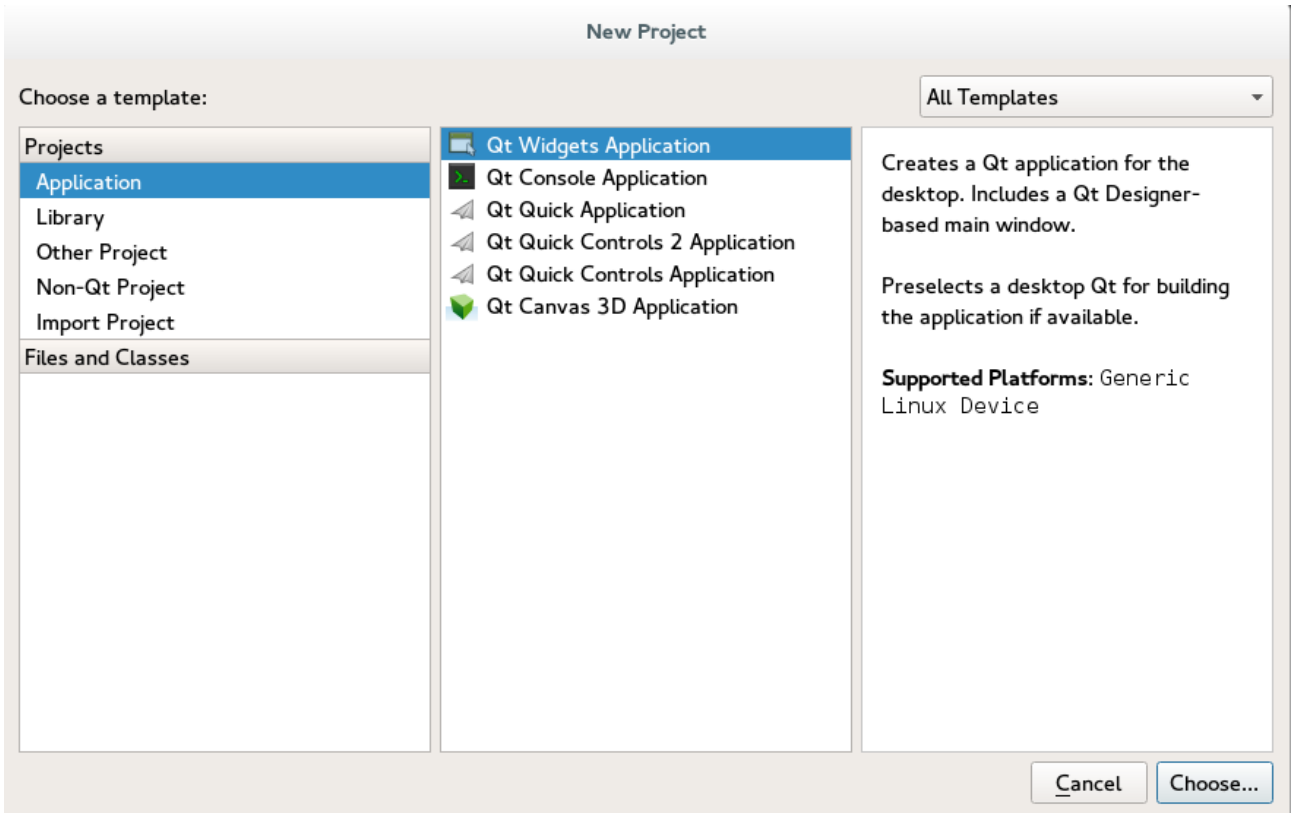 New Project
Choose a template:
All Templates
Projects
Application
Library
Other Project
Non-Qt Project
Import Project
Files and Classes
Qt Widgets Application
Qt Console Application
Qt Quick Application
Qt Quick Controls 2 Application
Qt Quick Controls Application
Qt Canvas 3D Application
Creates a Qt application for the
desktop. Includes a Qt Designer-
based main window.
Preselects a desktop Qt for building
the application if available.
Supported Platforms: Generic
Linux Device
Cancel
Choose...